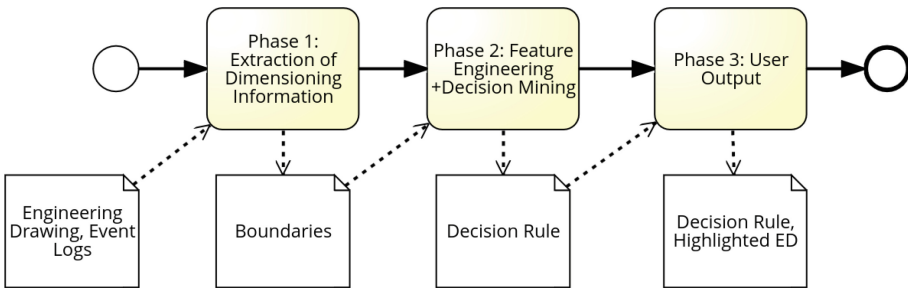 Phase 1:
Extraction of
Dimensioning
Information
Phase 2: Feature
Engineering
+Decision Mining
Phase 3: User
Output
Engineering
Drawing, Event
Logs
Boundaries
Decision Rule
Decision Rule,
Highlighted ED